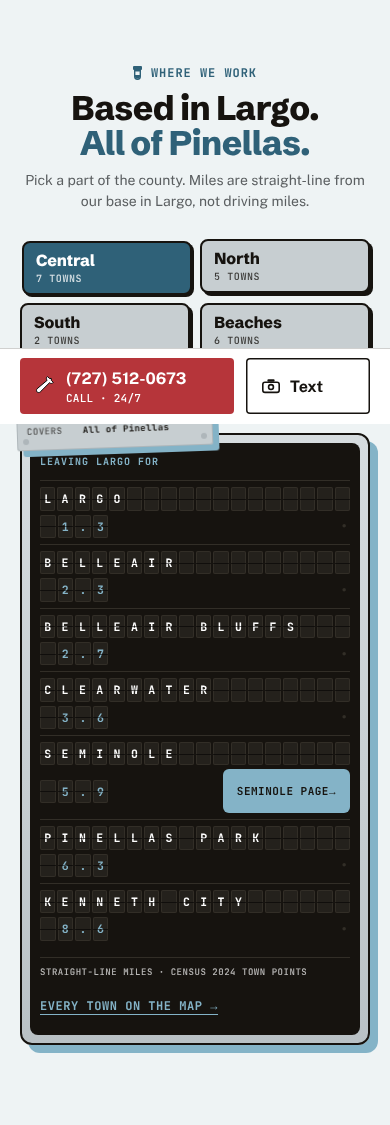 WHERE WE WORK
Based in Largo.
All of Pinellas.
Pick a part of the county. Miles are straight-line from
our base in Largo, not driving miles.
Central
7 TOWNS
North
5 TOWNS
South
2 TOWNS
Beaches
6 TOWNS
(727) 512-0673
CALL · 24/7
Text
COVERS All of Pinellas
LEAVING LARGO FOR
LARGO
1.3
BELLEAIR
2.3
BELLEAIR BLUFFS
2.7
CLEARWATER
3.6
SEMINOLE
5.9
SEMINOLE PAGE→
PINELLAS PARK
6.3
KENNETH CITY
8.6
STRAIGHT-LINE MILES · CENSUS 2024 TOWN POINTS
EVERY TOWN ON THE MAP →